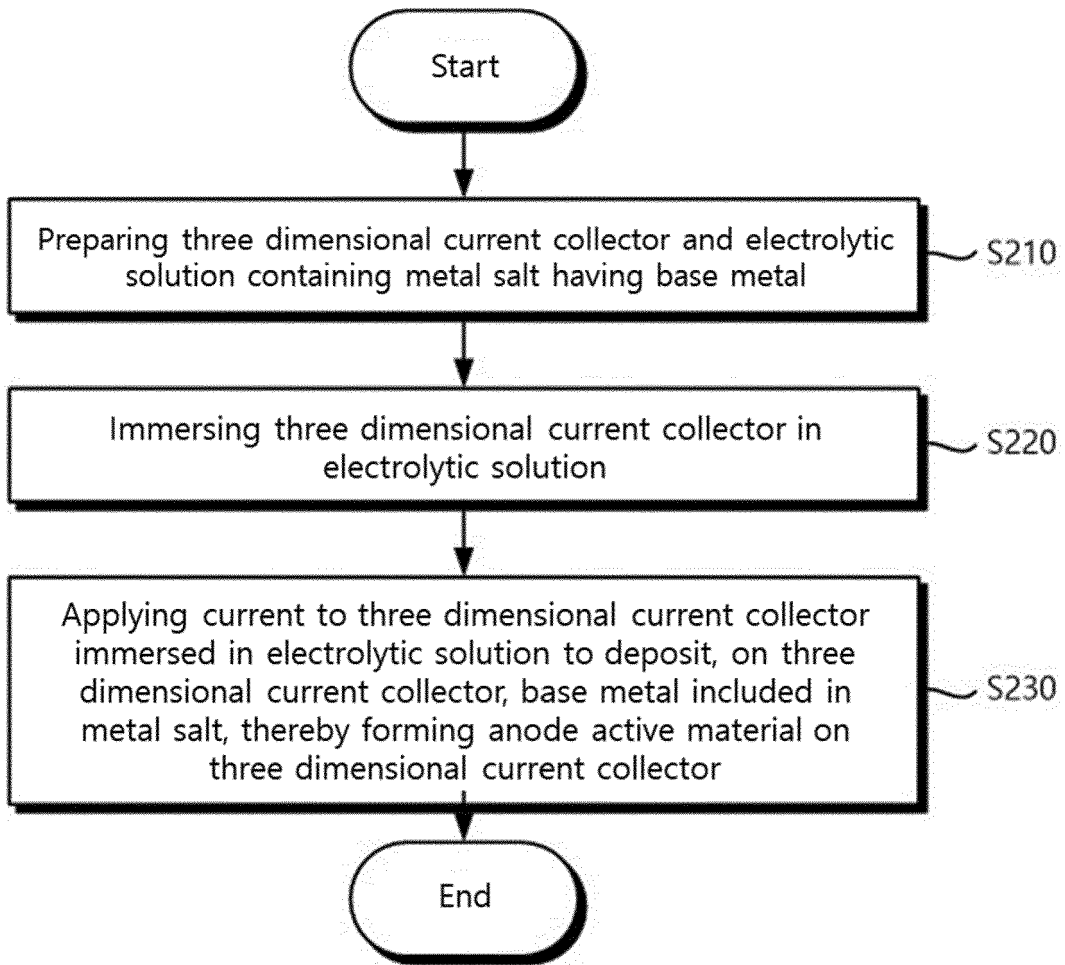 Start
Preparing three dimensional current collector and electrolytic
solution containing metal salt having base metal
S210
Immersing three dimensional current collector in
electrolytic solution
S220
Applying current to three dimensional current collector
immersed in electrolytic solution to deposit, on three
dimensional current collector, base metal included in
metal salt, thereby forming anode active material on
three dimensional current collector
S230
End